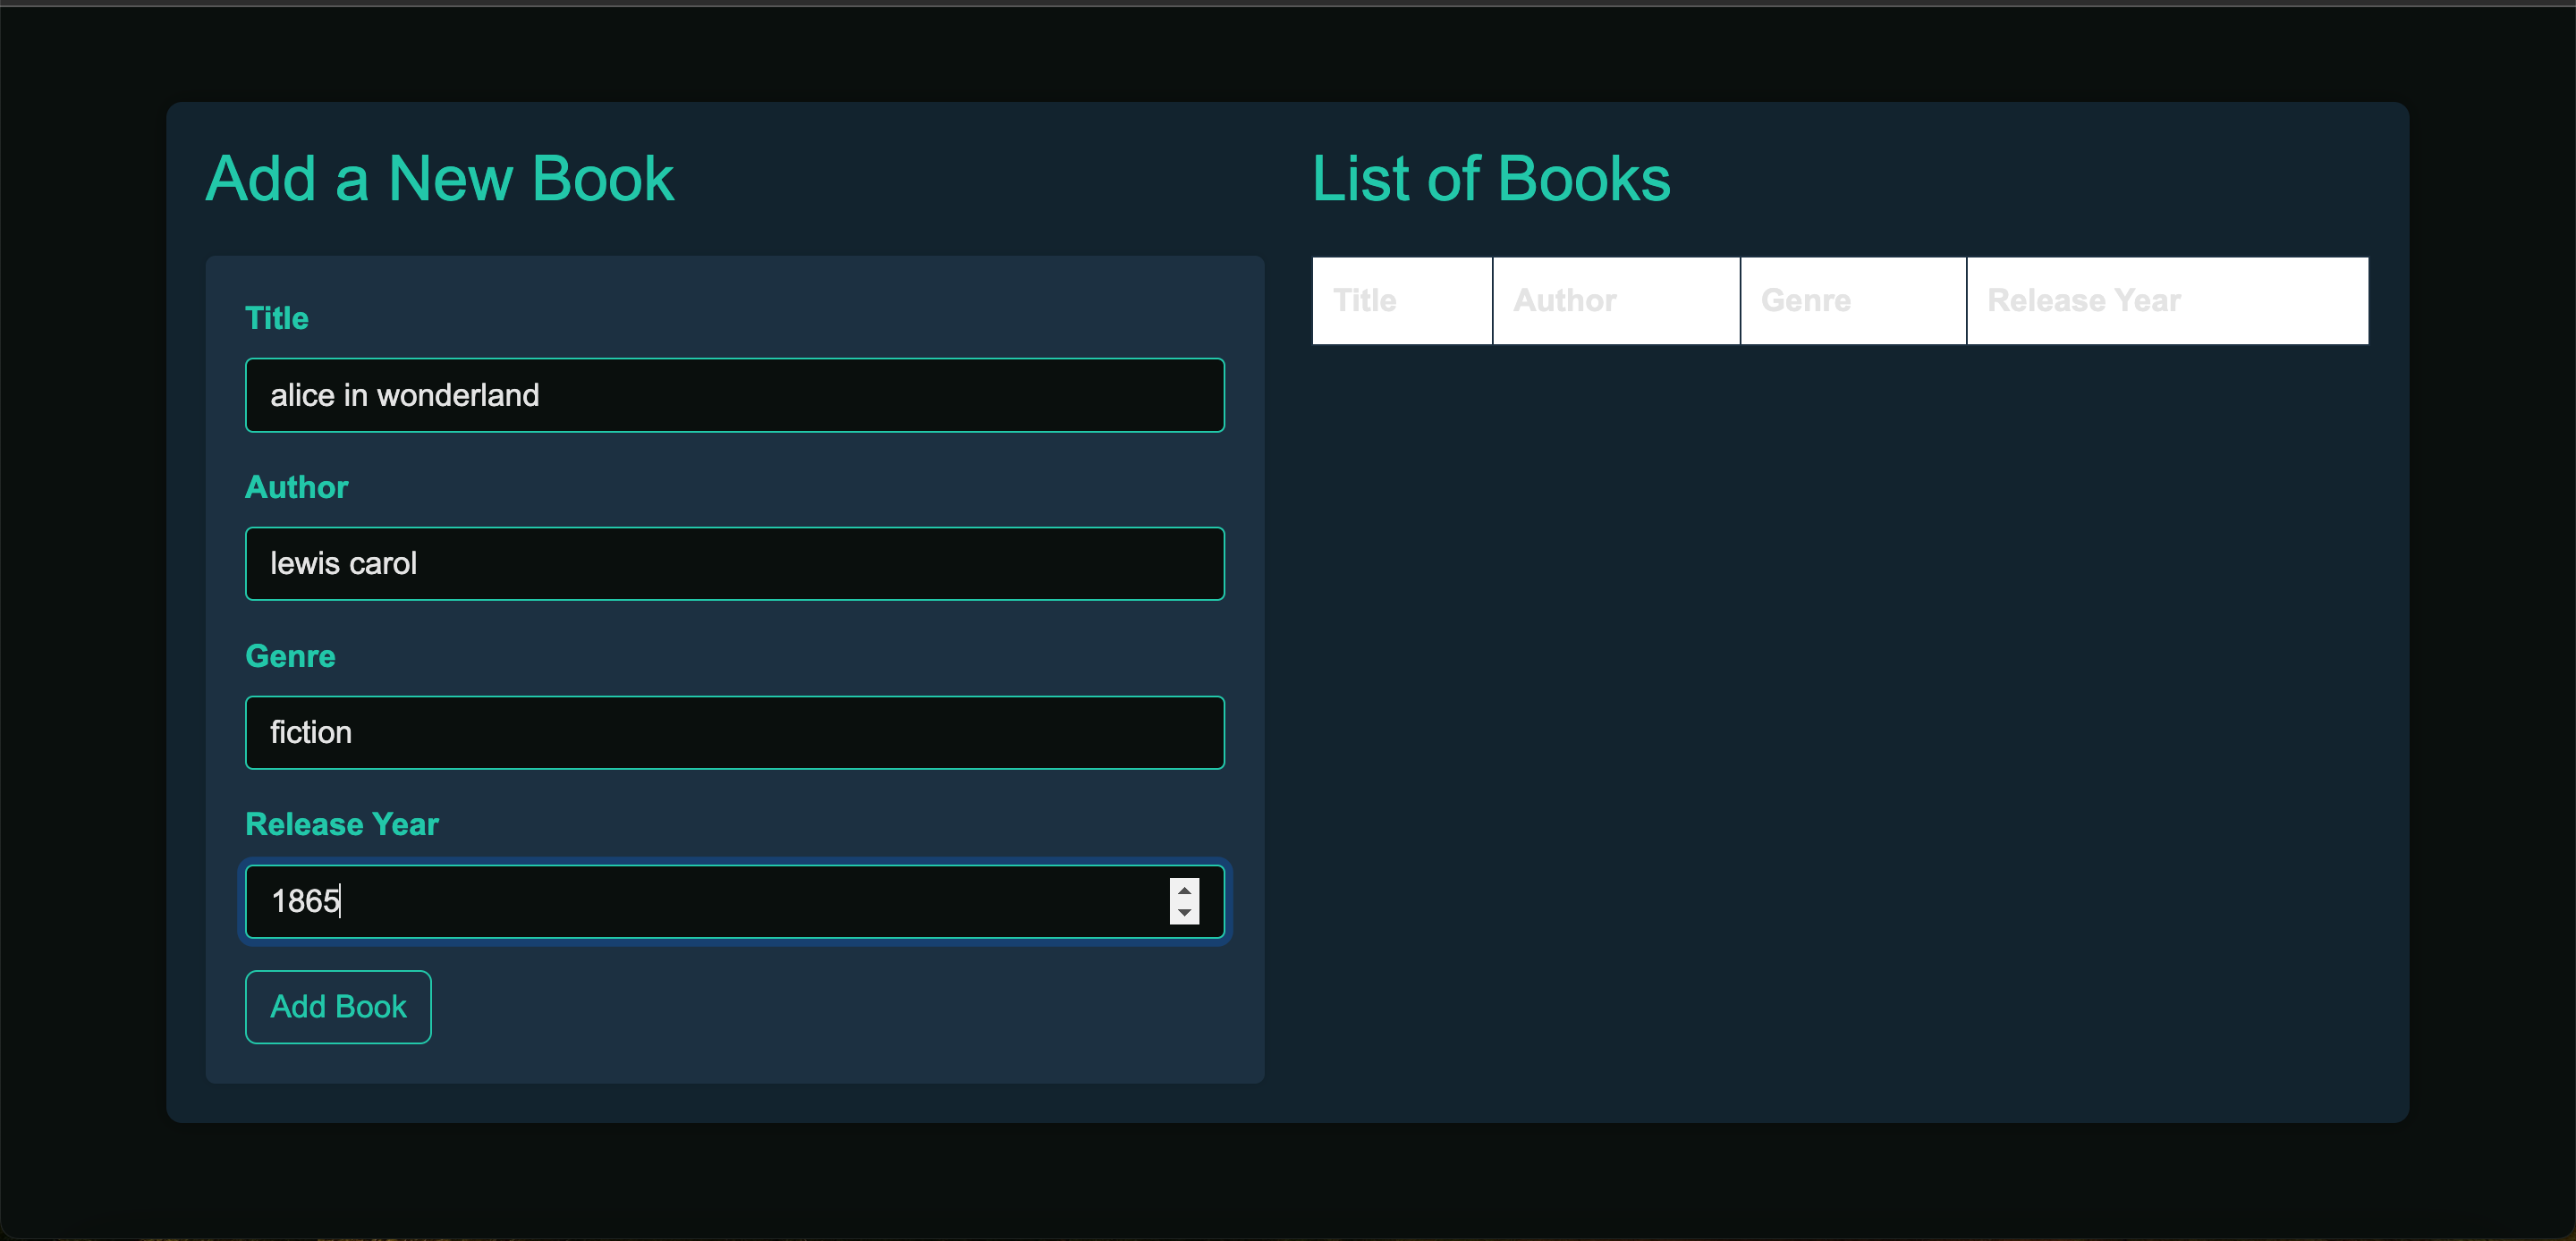 Add a New Book
Title
alice in wonderland
Author
lewis carol
Genre
fiction
Release Year
1865
Add Book
List of Books
Title Author Genre Release Year